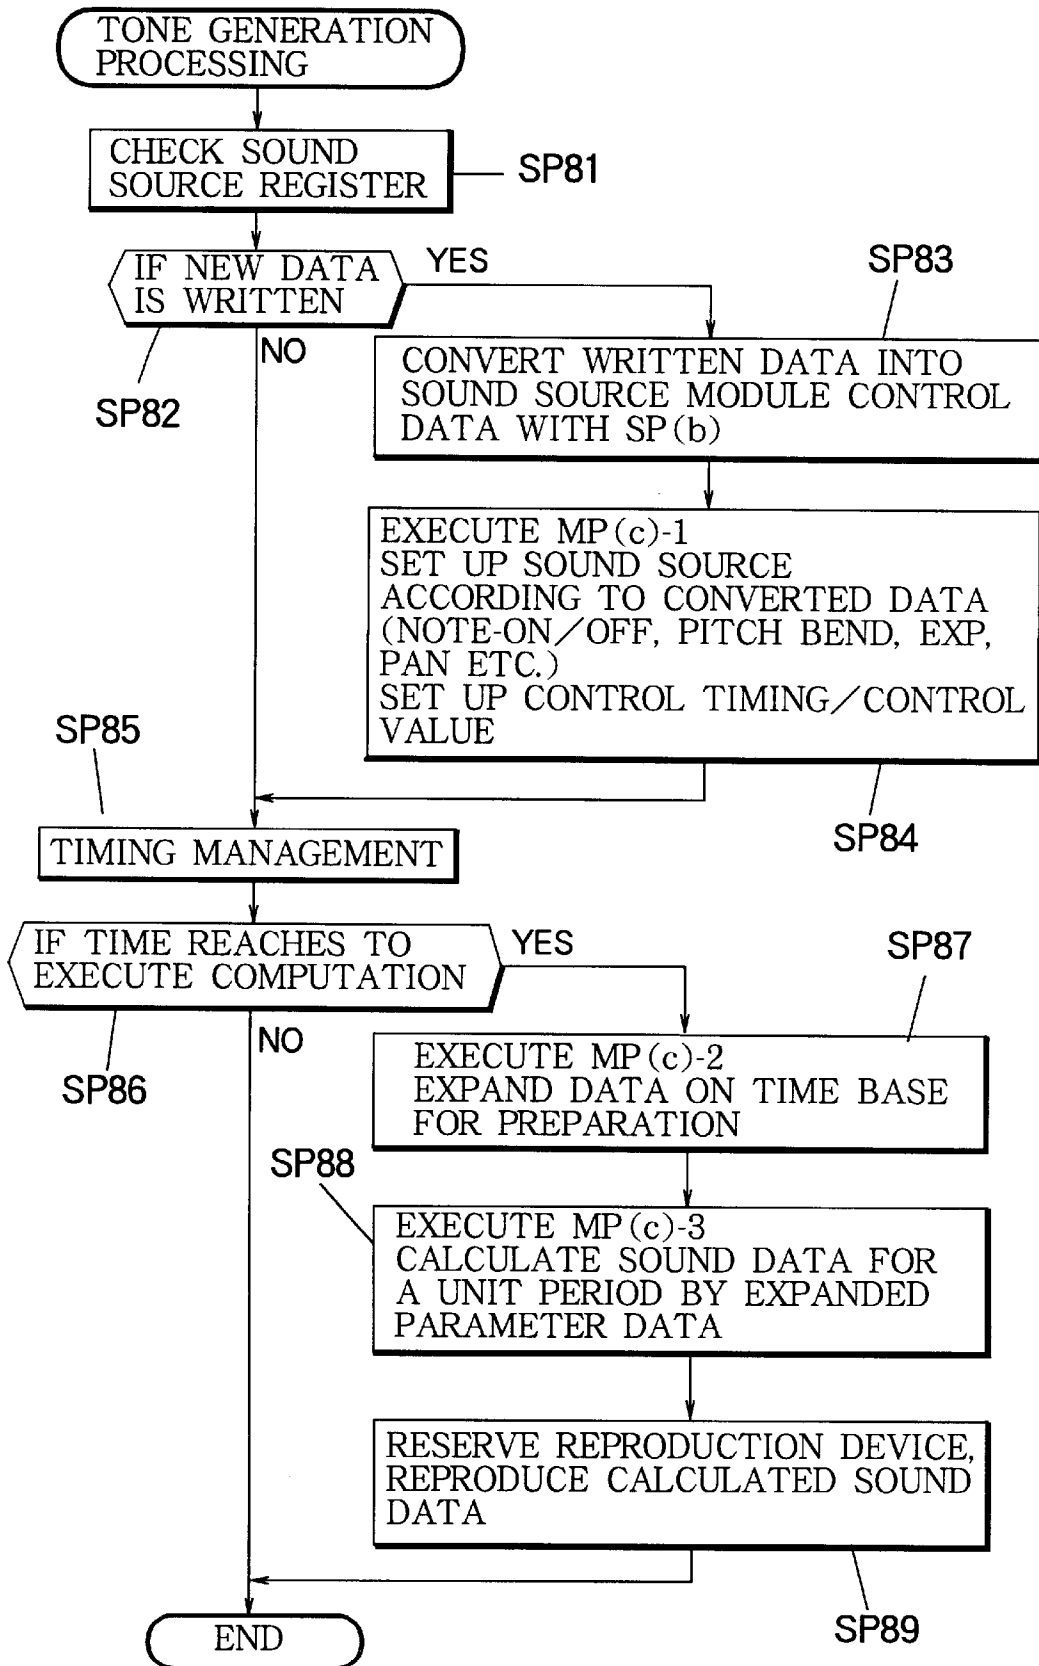 TONE GENERATION
PROCESSING
CHECK SOUND
SOURCE REGISTER
SP81
IF NEW DATA
IS WRITTEN
YES
NO
SP82
SP83
CONVERT WRITTEN DATA INTO
SOUND SOURCE MODULE CONTROL
DATA WITH SP(b)
EXECUTE MP(c)-1
SET UP SOUND SOURCE
ACCORDING TO CONVERTED DATA
(NOTE-ON/OFF, PITCH BEND, EXP,
PAN ETC.)
SET UP CONTROL TIMING/CONTROL
VALUE
SP84
SP85
TIMING MANAGEMENT
IF TIME REACHES TO
EXECUTE COMPUTATION
YES
NO
SP86
SP87
EXECUTE MP(c)-2
EXPAND DATA ON TIME BASE
FOR PREPARATION
SP88
EXECUTE MP(c)-3
CALCULATE SOUND DATA FOR
A UNIT PERIOD BY EXPANDED
PARAMETER DATA
RESERVE REPRODUCTION DEVICE,
REPRODUCE CALCULATED SOUND
DATA
SP89
END